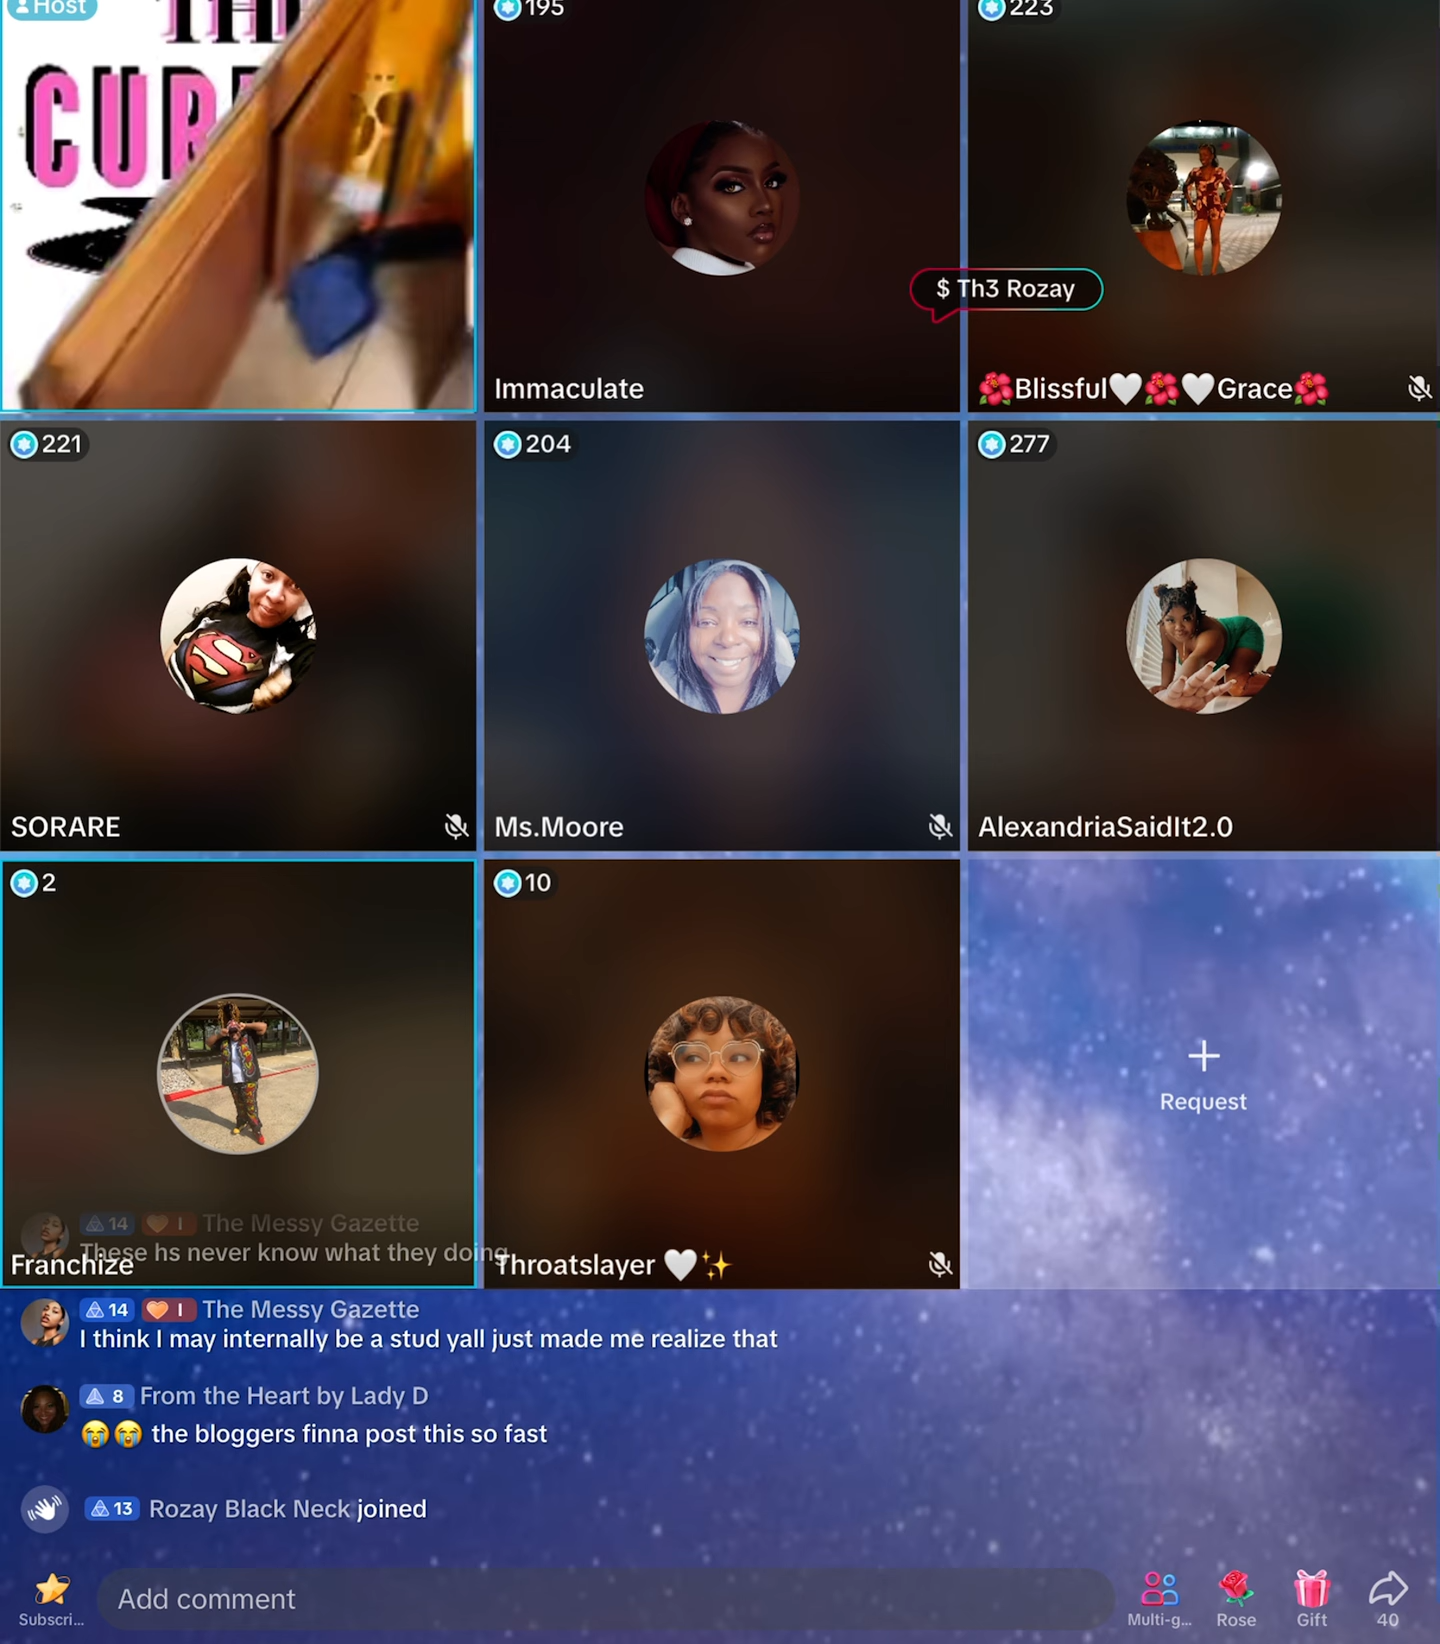 Host
195
223
CUR
$ Th3 Rozay
Immaculate
🌺Blissful🤍🌺🤍Grace🌺
221
204
277
SORARE
Ms.Moore
AlexandriaSaidIt2.0
2
10
Request
14 I The Messy Gazette
These hs never know what they doing
Franchize
Throatslayer 🤍✨
14 I The Messy Gazette
I think I may internally be a stud yall just made me realize that
8 From the Heart by Lady D
😭😭 the bloggers finna post this so fast
13 Rozay Black Neck joined
Add comment
Subscri...
Multi-g...
Rose
Gift
40